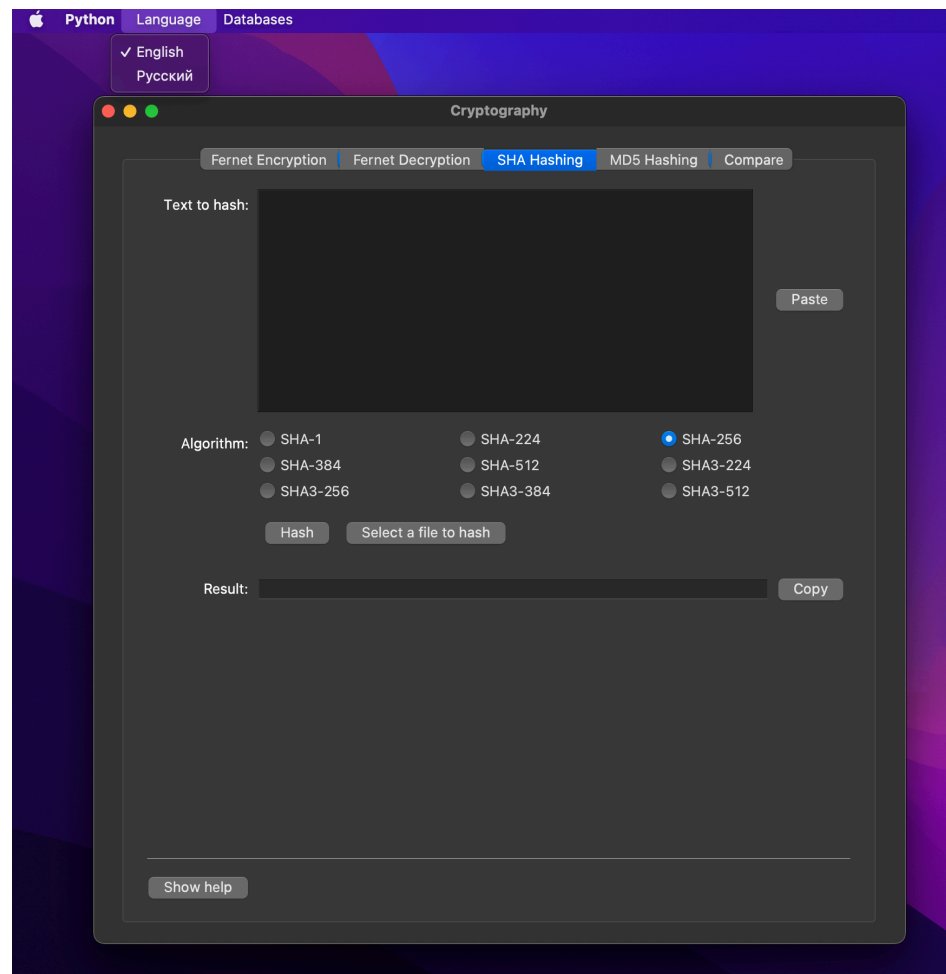 Python Language Databases
✓ English
Русский
Cryptography
Fernet Encryption Fernet Decryption SHA Hashing MD5 Hashing Compare
Text to hash:
Paste
Algorithm: SHA-1 SHA-224 SHA-256
SHA-384 SHA-512 SHA3-224
SHA3-256 SHA3-384 SHA3-512
Hash Select a file to hash
Result: Copy
Show help